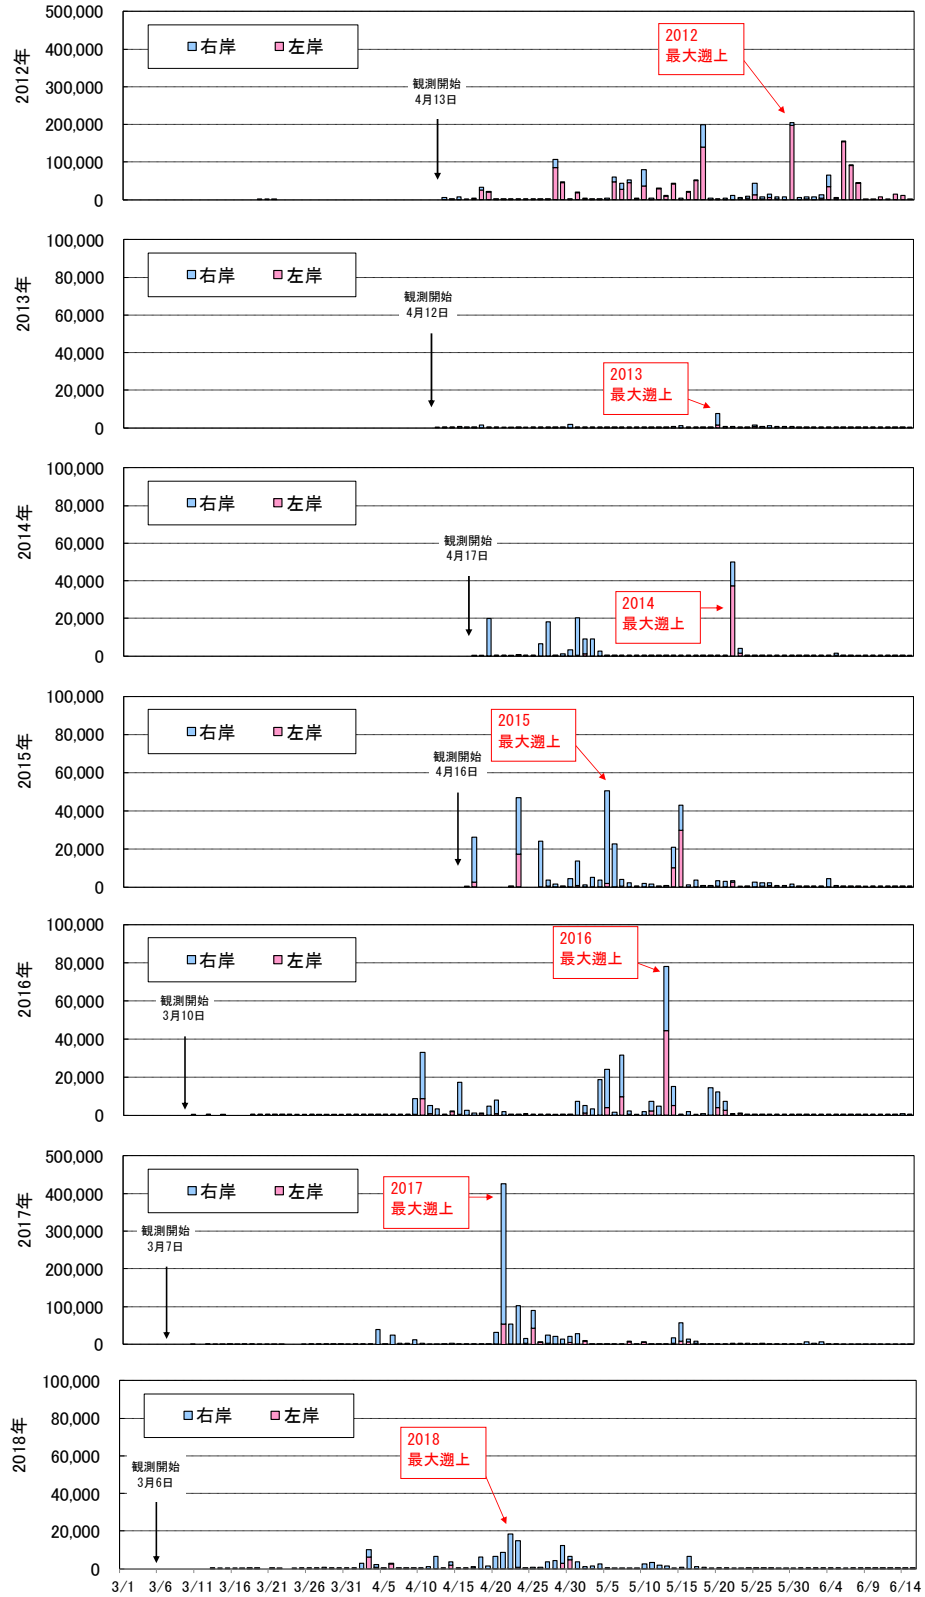 500,000
400,000
300,000
200,000
100,000
0
2012年
右岸 左岸
観測開始
4月13日
2012
最大遡上
100,000
80,000
60,000
40,000
20,000
0
2013年
右岸 左岸
観測開始
4月12日
2013
最大遡上
100,000
80,000
60,000
40,000
20,000
0
2014年
右岸 左岸
観測開始
4月17日
2014
最大遡上
100,000
80,000
60,000
40,000
20,000
0
2015年
右岸 左岸
観測開始
4月16日
2015
最大遡上
100,000
80,000
60,000
40,000
20,000
0
2016年
右岸 左岸
観測開始
3月10日
2016
最大遡上
500,000
400,000
300,000
200,000
100,000
0
2017年
右岸 左岸
観測開始
3月7日
2017
最大遡上
100,000
80,000
60,000
40,000
20,000
0
2018年
右岸 左岸
観測開始
3月6日
2018
最大遡上
3/1 3/6 3/11 3/16 3/21 3/26 3/31 4/5 4/10 4/15 4/20 4/25 4/30 5/5 5/10 5/15 5/20 5/25 5/30 6/4 6/9 6/14